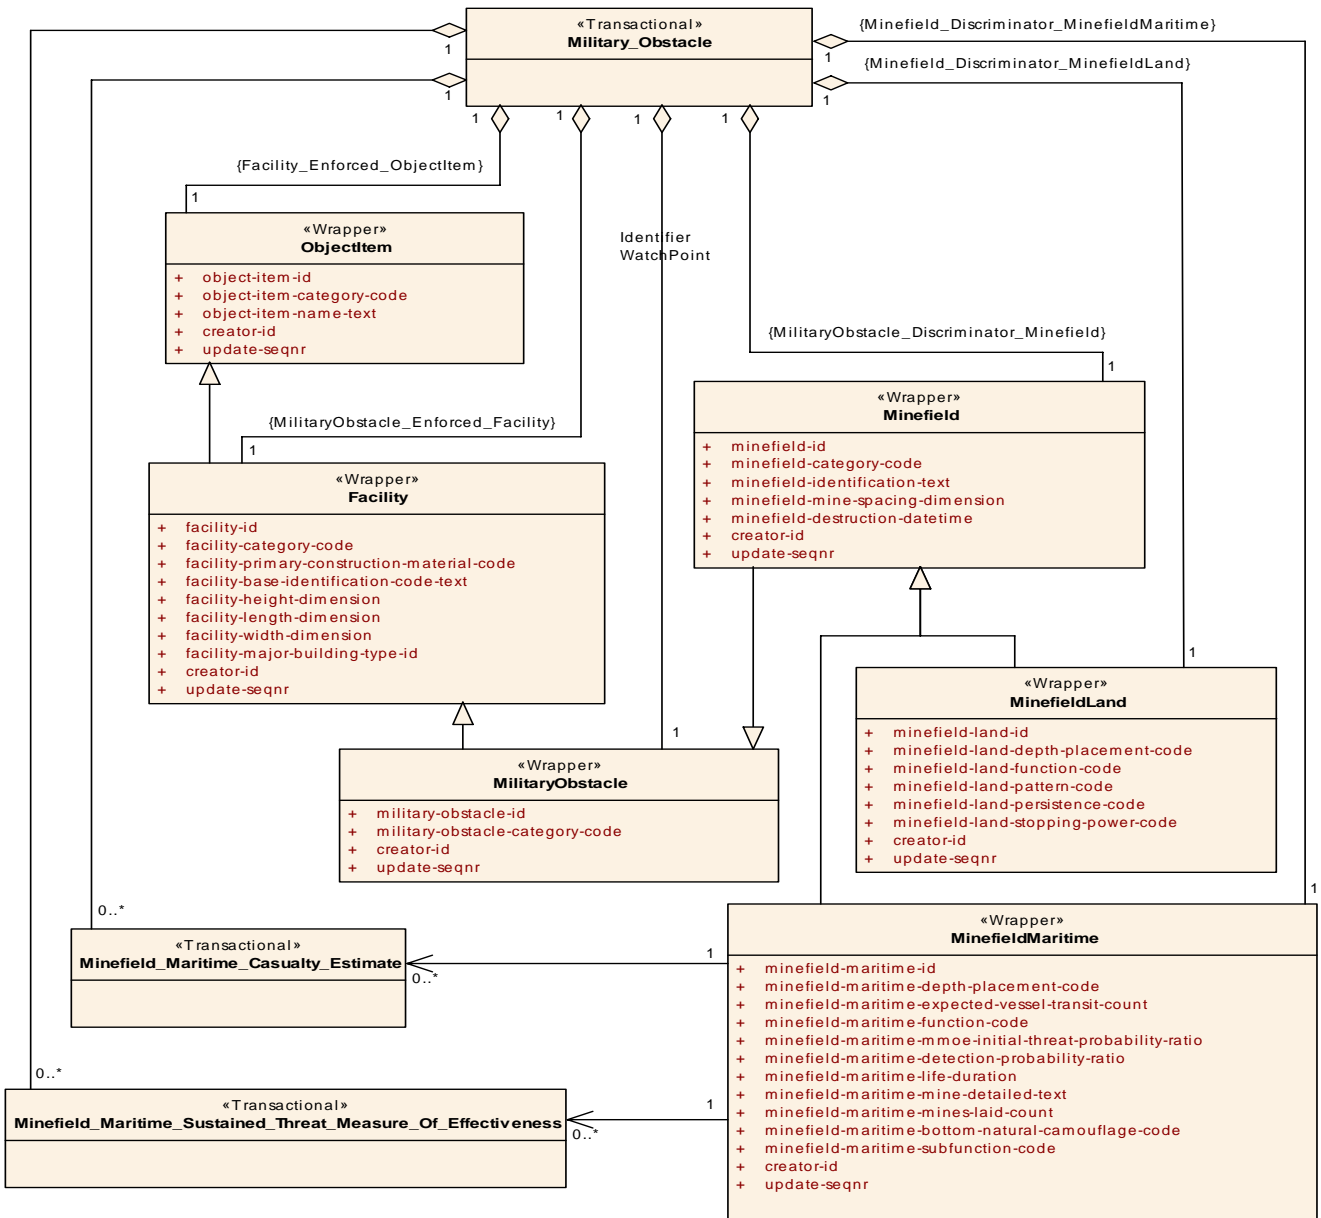 «Transactional»
Military_Obstacle
{Minefield_Discriminator_MinefieldMaritime}
1
1
{Minefield_Discriminator_MinefieldLand}
1
1
1
1
1
1
{Facility_Enforced_ObjectItem}
1
«Wrapper»
ObjectItem
+ object-item-id
+ object-item-category-code
+ object-item-name-text
+ creator-id
+ update-seqnr
Identifier
WatchPoint
{MilitaryObstacle_Discriminator_Minefield}
1
«Wrapper»
Minefield
+ minefield-id
+ minefield-category-code
+ minefield-identification-text
+ minefield-mine-spacing-dimension
+ minefield-destruction-datetime
+ creator-id
+ update-seqnr
{MilitaryObstacle_Enforced_Facility}
1
«Wrapper»
Facility
+ facility-id
+ facility-category-code
+ facility-primary-construction-material-code
+ facility-base-identification-code-text
+ facility-height-dimension
+ facility-length-dimension
+ facility-width-dimension
+ facility-major-building-type-id
+ creator-id
+ update-seqnr
1
«Wrapper»
MinefieldLand
+ minefield-land-id
+ minefield-land-depth-placement-code
+ minefield-land-function-code
+ minefield-land-pattern-code
+ minefield-land-persistence-code
+ minefield-land-stopping-power-code
+ creator-id
+ update-seqnr
1
«Wrapper»
MilitaryObstacle
+ military-obstacle-id
+ military-obstacle-category-code
+ creator-id
+ update-seqnr
1
0..*
«Transactional»
Minefield_Maritime_Casualty_Estimate
0..*
1
«Wrapper»
MinefieldMaritime
+ minefield-maritime-id
+ minefield-maritime-depth-placement-code
+ minefield-maritime-expected-vessel-transit-count
+ minefield-maritime-function-code
+ minefield-maritime-mmoe-initial-threat-probability-ratio
+ minefield-maritime-detection-probability-ratio
+ minefield-maritime-life-duration
+ minefield-maritime-mine-detailed-text
+ minefield-maritime-mines-laid-count
+ minefield-maritime-bottom-natural-camouflage-code
+ minefield-maritime-subfunction-code
+ creator-id
+ update-seqnr
0..*
«Transactional»
Minefield_Maritime_Sustained_Threat_Measure_Of_Effectiveness
0..*
1